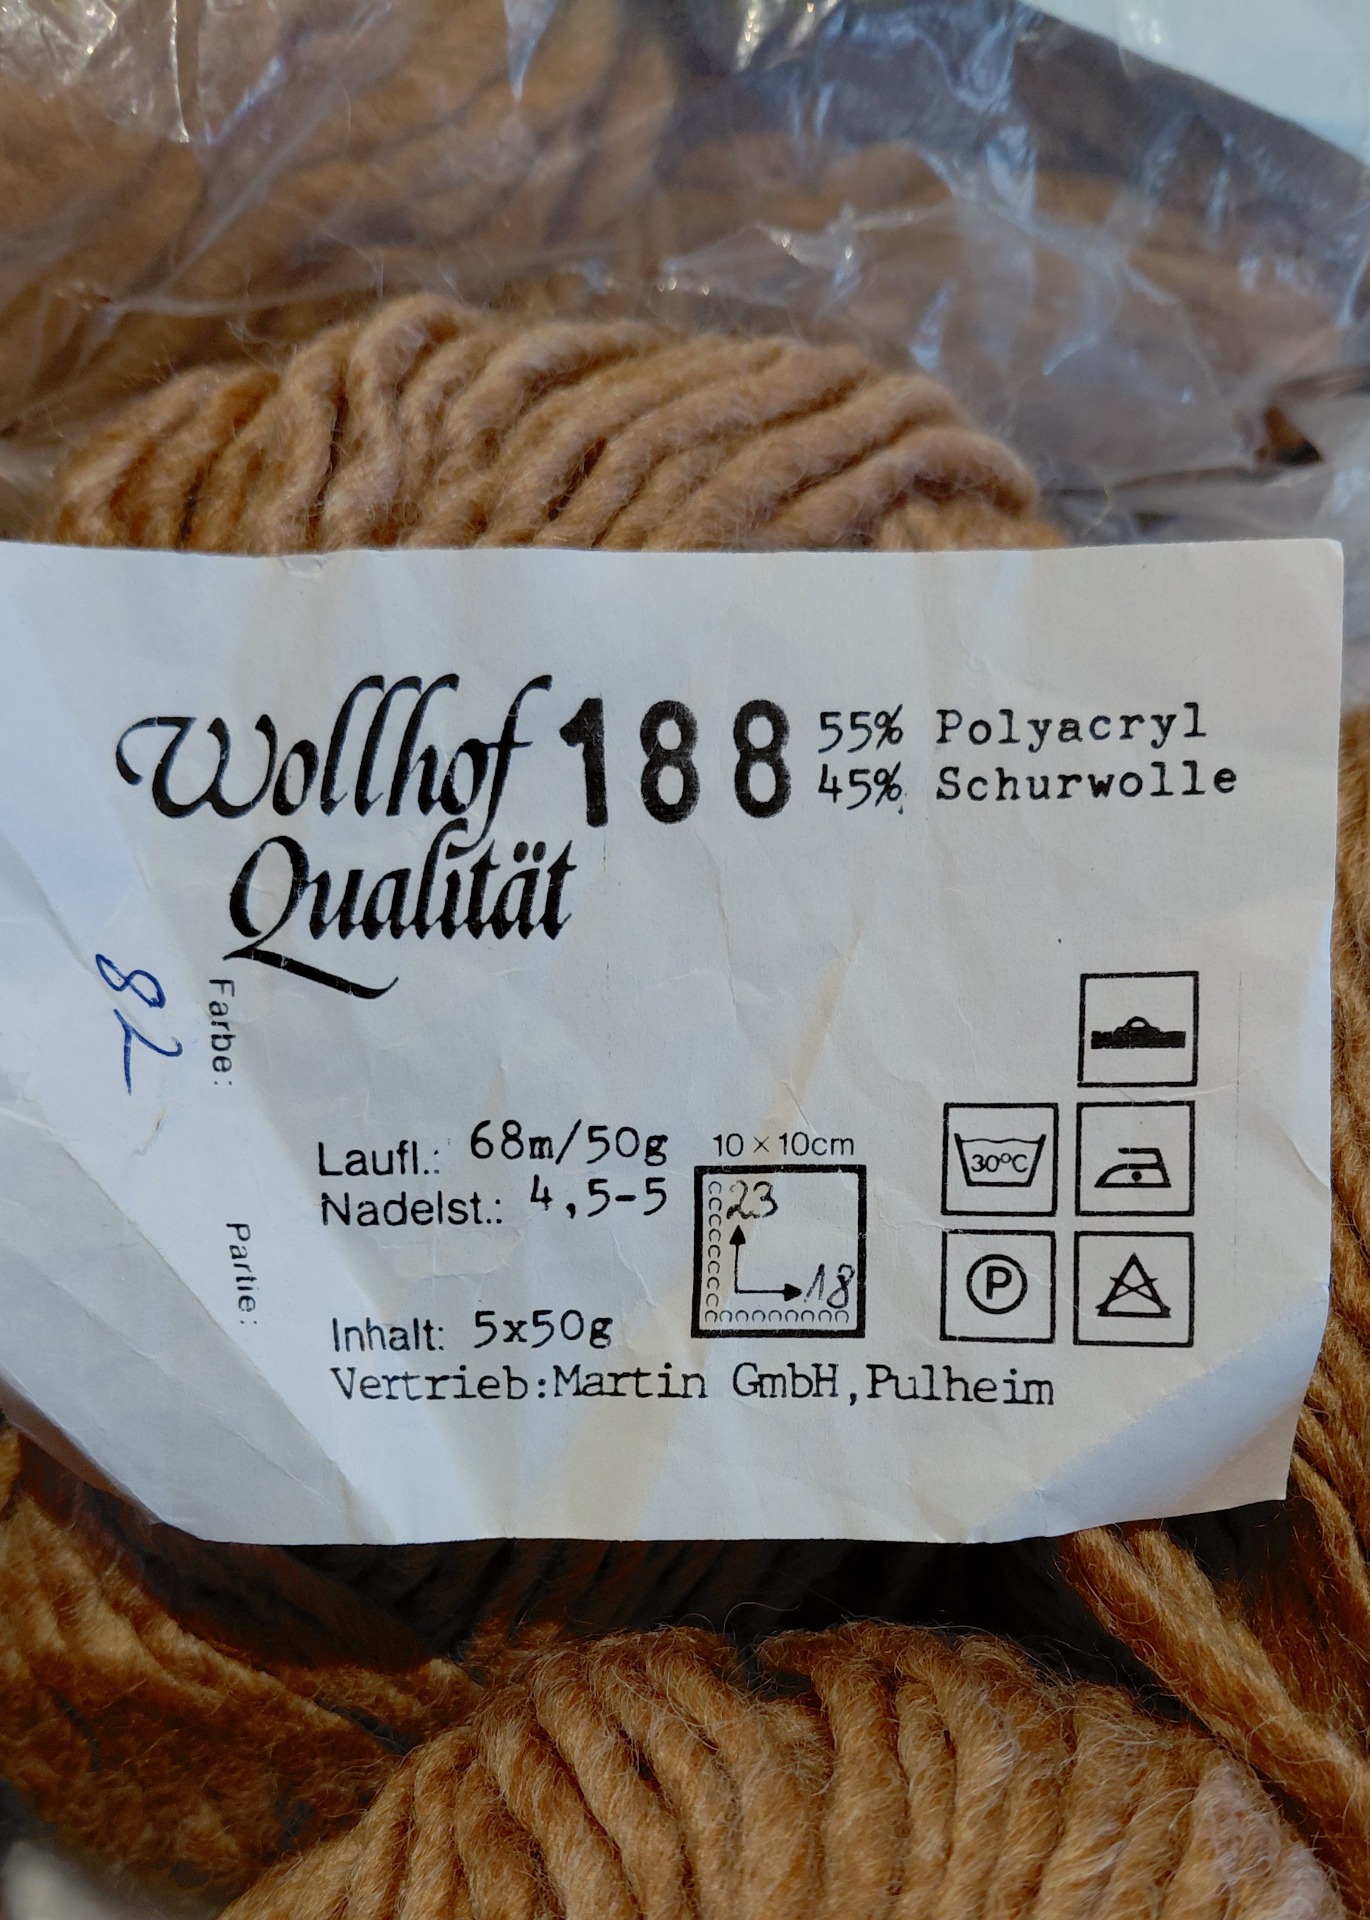 Wollhof 188
Qualität
55% Polyacryl
45% Schurwolle
Farbe:
82
Partie:
Laufl.: 68m/50g
Nadelst.: 4,5-5
10 × 10cm
23
18
30°C
P
Inhalt: 5x50g
Vertrieb:Martin GmbH,Pulheim